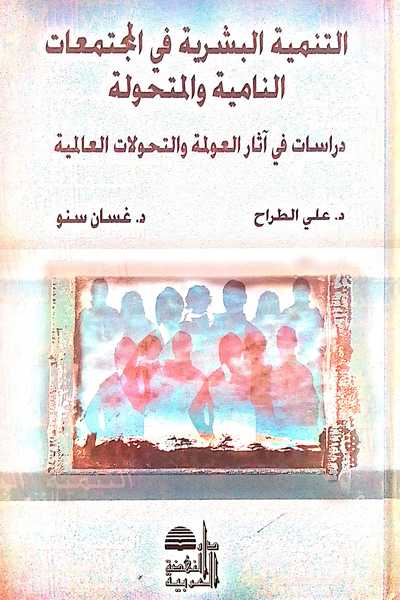 التنمية البشرية في المجتمعات
النامية والمتحولة
دراسات في آثار العولمة والتحولات العالمية
د. علي الطراح
د. غسان سنو
دار
النهضة
العربية